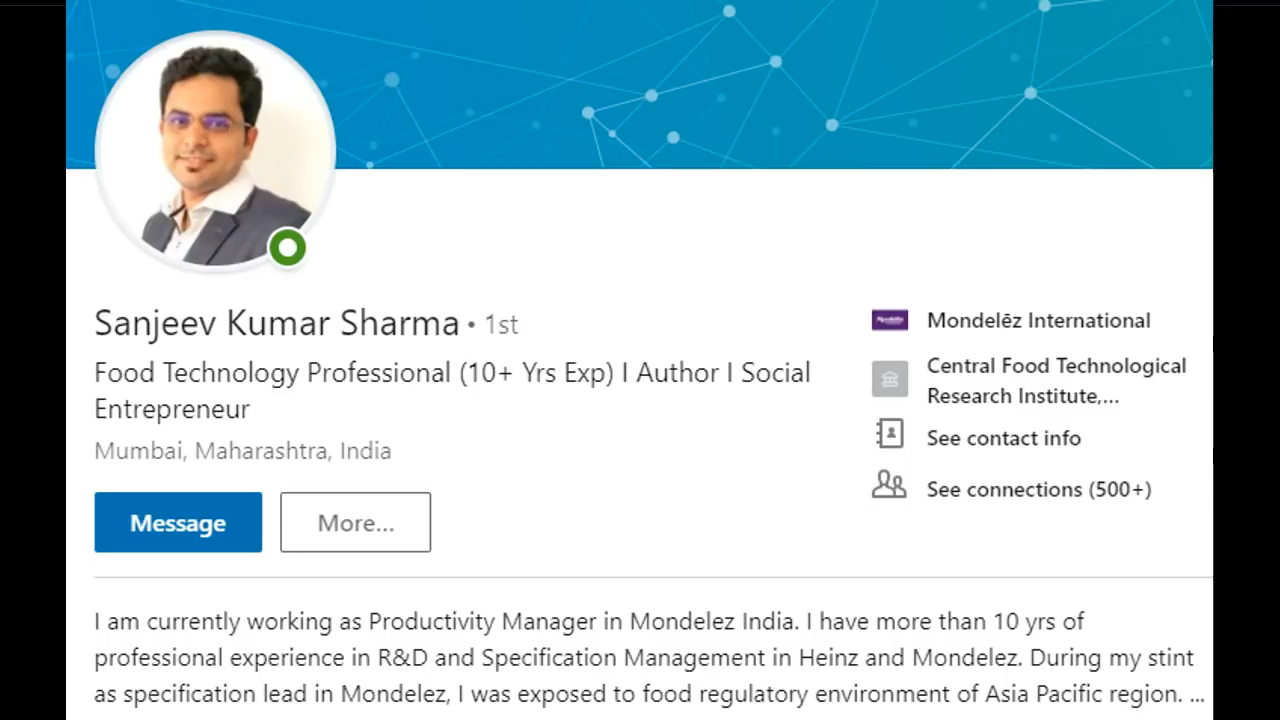 Sanjeev Kumar Sharma • 1st
Food Technology Professional (10+ Yrs Exp) I Author I Social
Entrepreneur
Mumbai, Maharashtra, India
Message
More...
Mondelēz International
Central Food Technological
Research Institute,...
See contact info
See connections (500+)
I am currently working as Productivity Manager in Mondelez India. I have more than 10 yrs of
professional experience in R&D and Specification Management in Heinz and Mondelez. During my stint
as specification lead in Mondelez, I was exposed to food regulatory environment of Asia Pacific region. ...